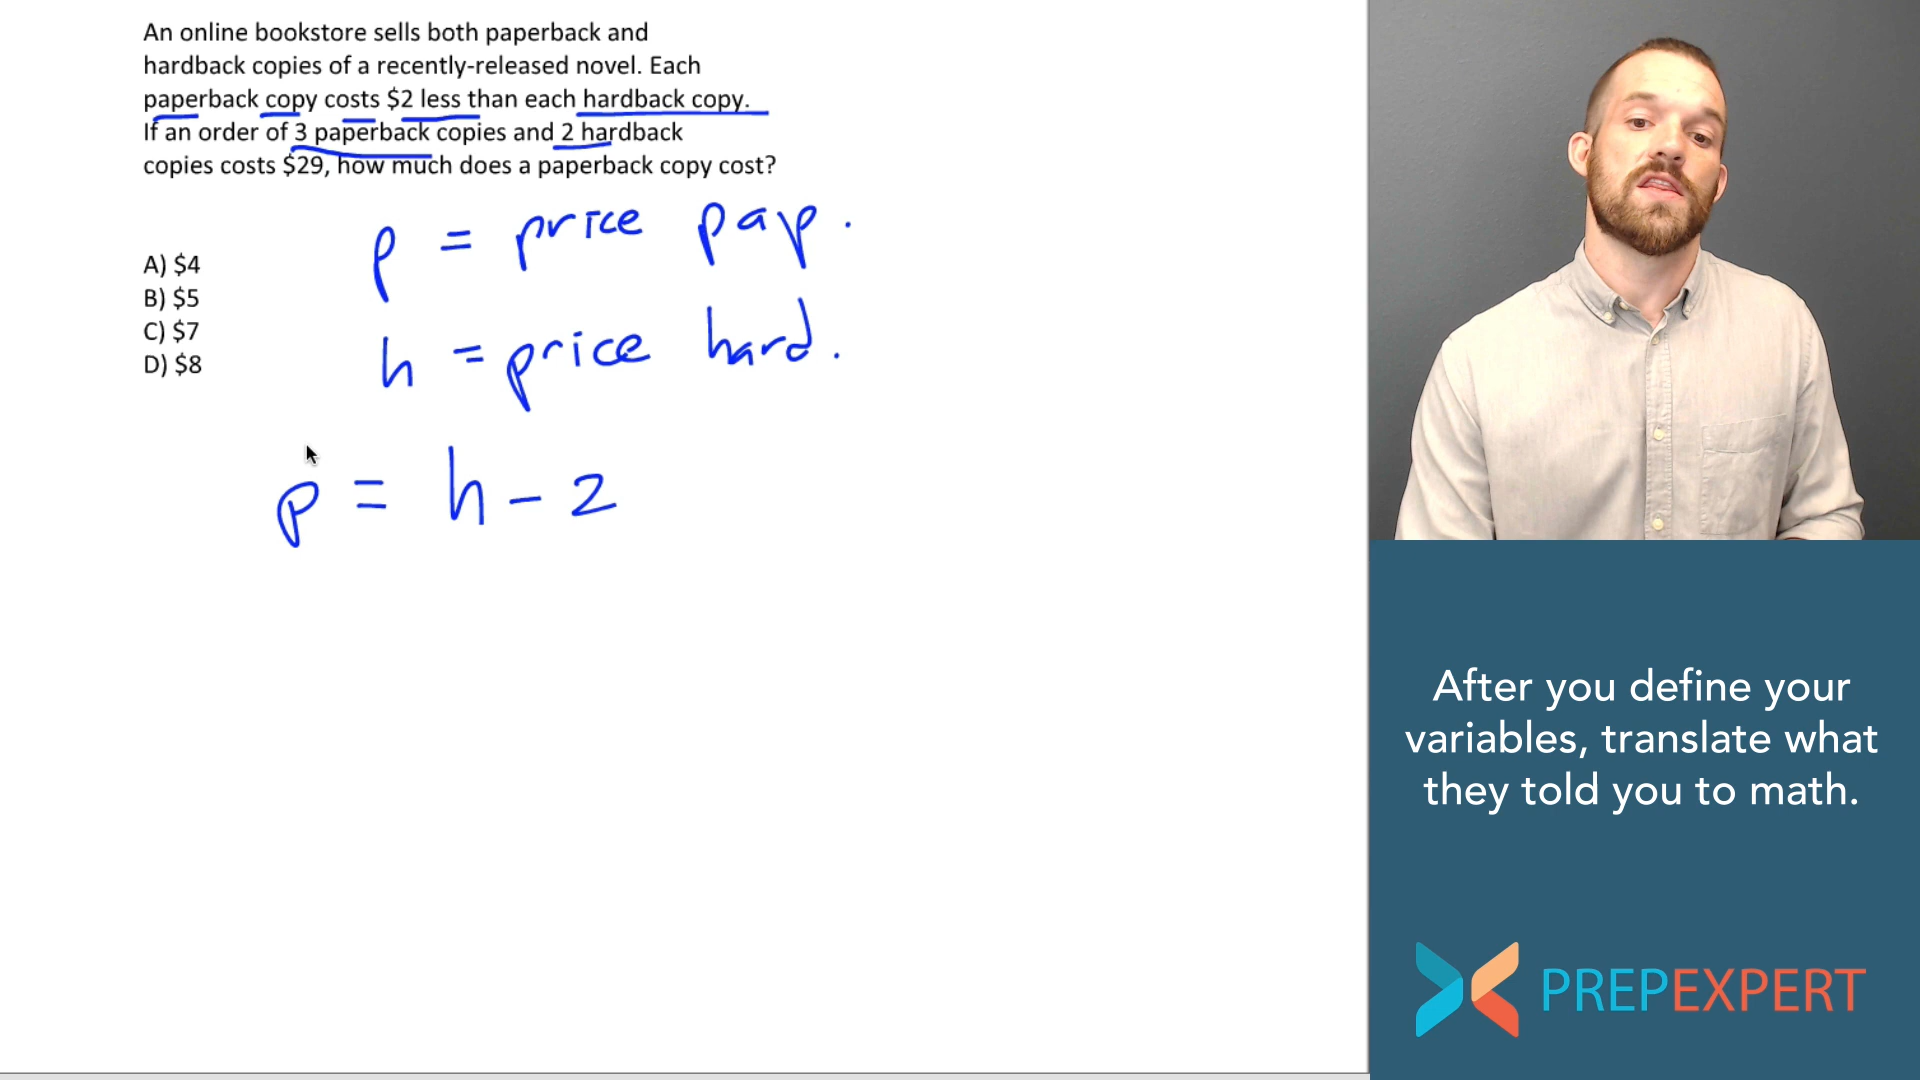 An online bookstore sells both paperback and
hardback copies of a recently-released novel. Each
paperback copy costs $2 less than each hardback copy.
If an order of 3 paperback copies and 2 hardback
copies costs $29, how much does a paperback copy cost?
A) $4
B) $5
C) $7
D) $8
p = price pap.
h = price hard.
p = h - 2
After you define your
variables, translate what
they told you to math.
PREPEXPERT